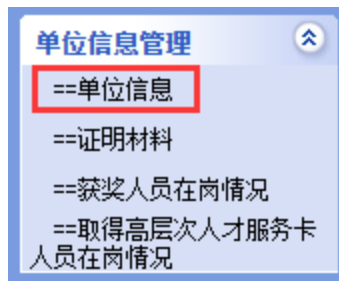 单位信息管理
==单位信息
==证明材料
==获奖人员在岗情况
==取得高层次人才服务卡
人员在岗情况